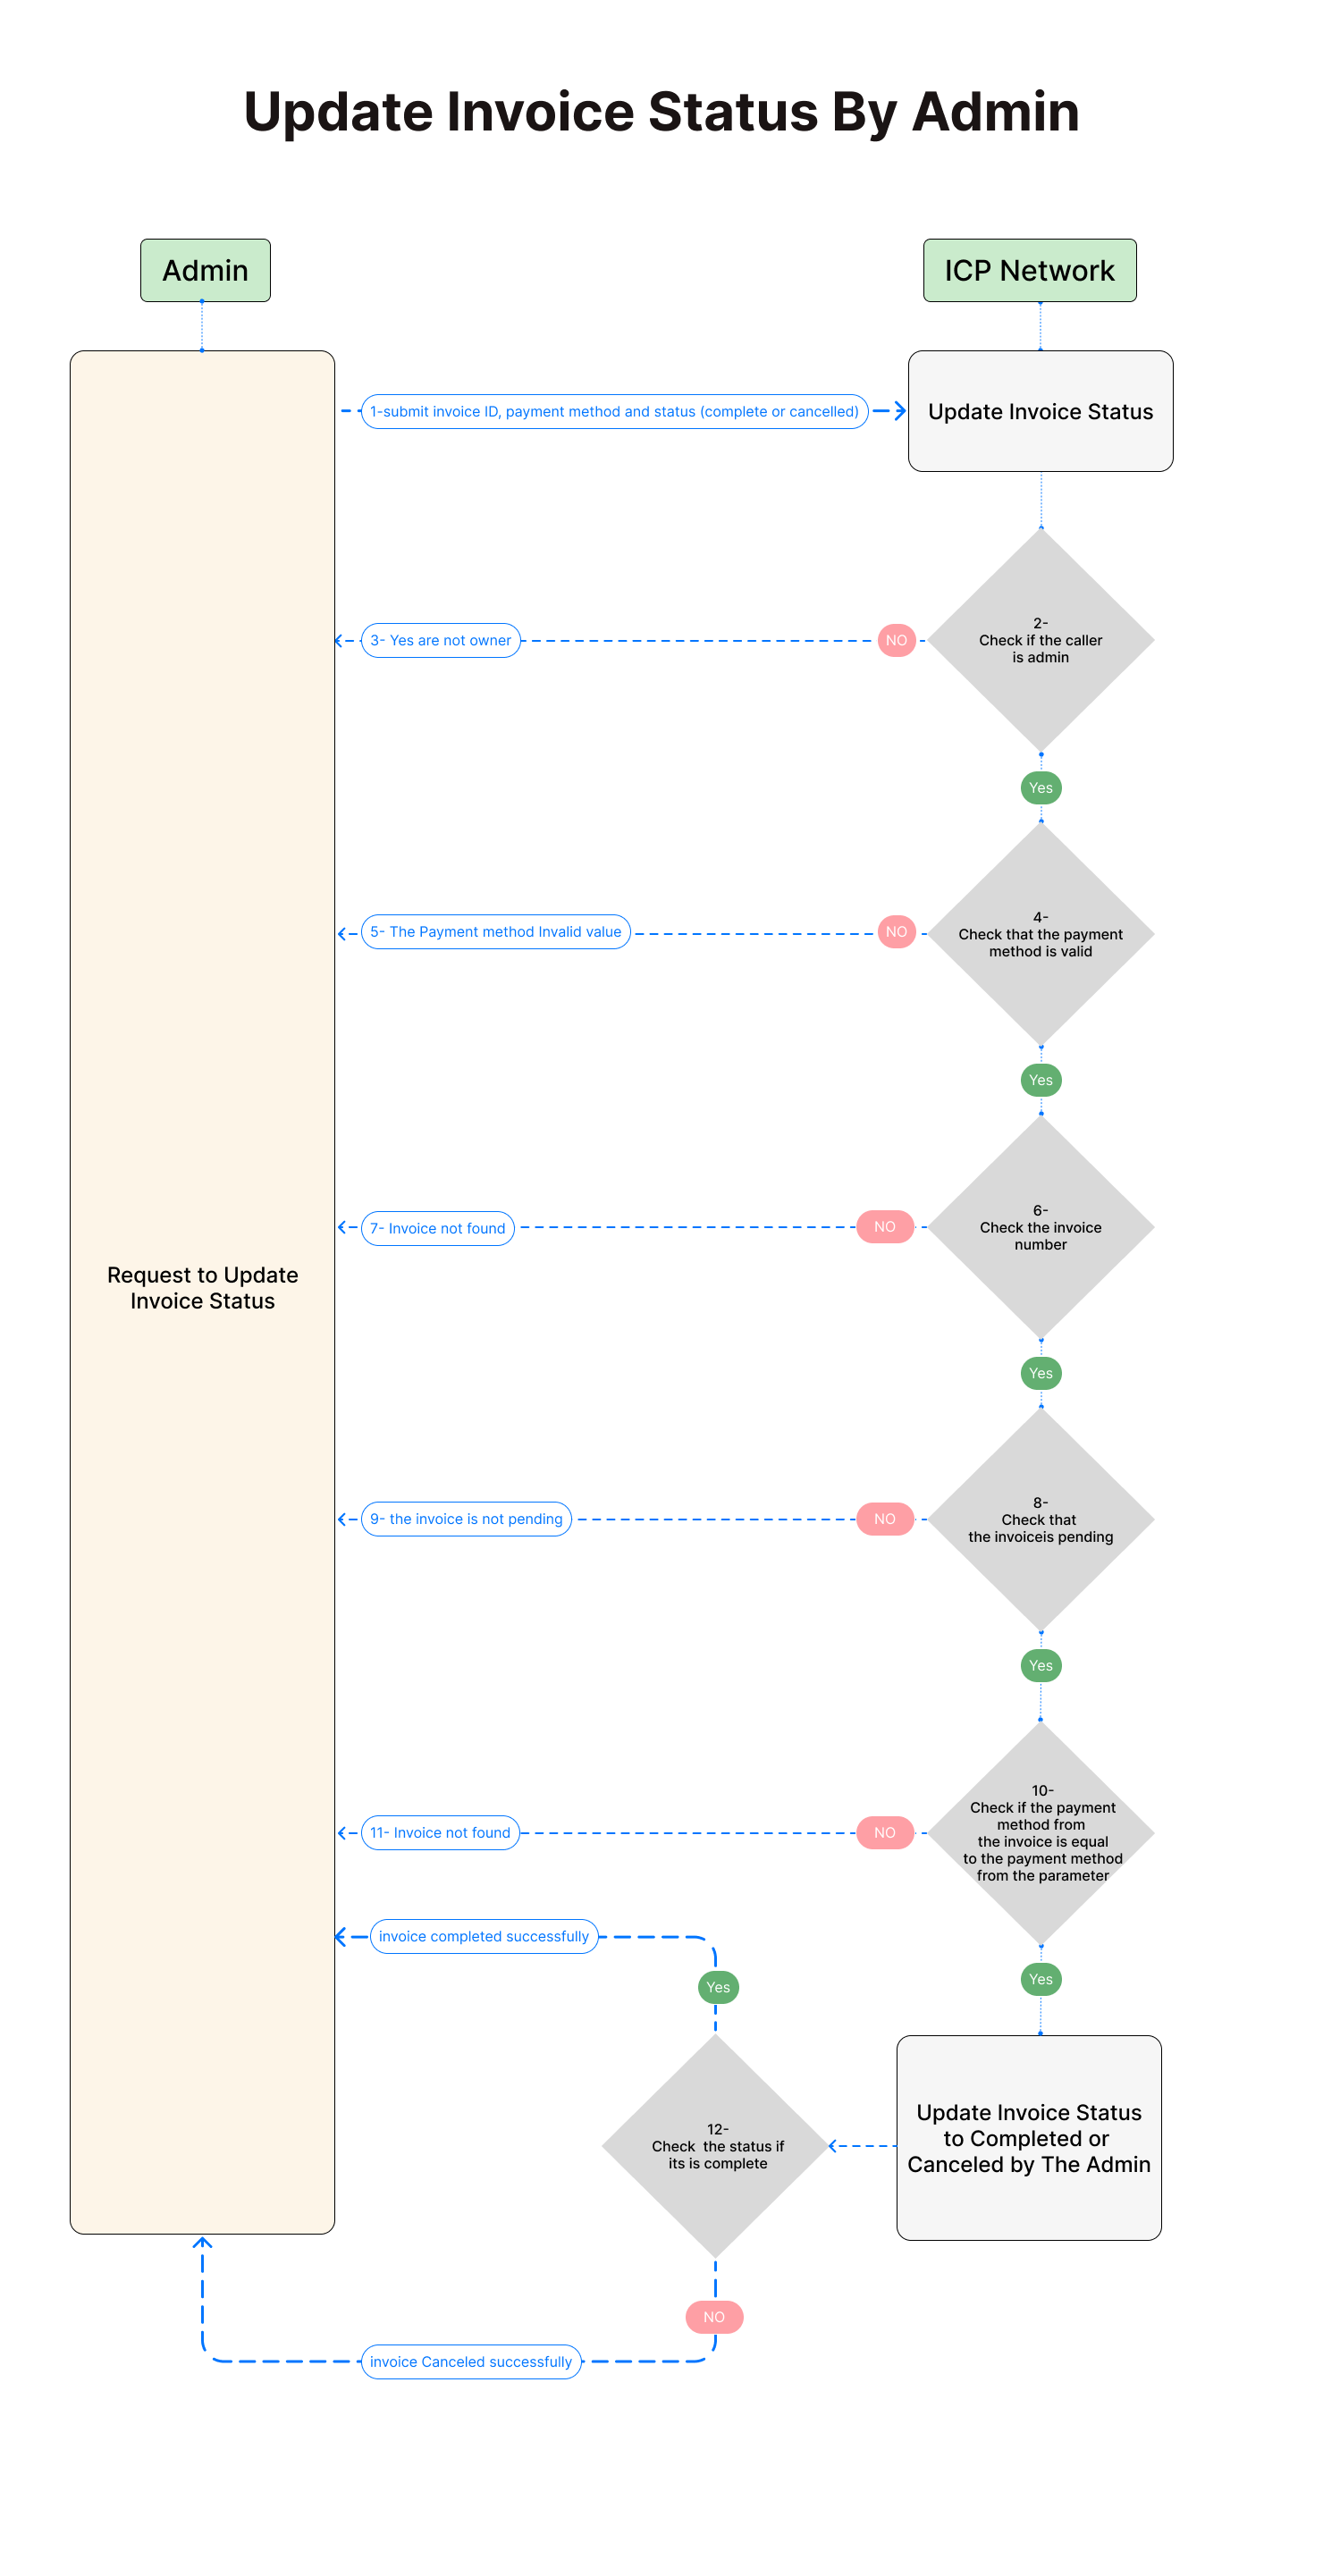 Update Invoice Status By Admin
Admin
ICP Network
1-submit invoice ID, payment method and status (complete or cancelled)
Update Invoice Status
2-
Check if the caller
is admin
NO
3- Yes are not owner
Yes
4-
Check that the payment
method is valid
NO
5- The Payment method Invalid value
Yes
6-
Check the invoice
number
NO
7- Invoice not found
Request to Update
Invoice Status
Yes
8-
Check that
the invoiceis pending
NO
9- the invoice is not pending
Yes
10-
Check if the payment
method from
the invoice is equal
to the payment method
from the parameter
NO
11- Invoice not found
invoice completed successfully
Yes
Yes
Update Invoice Status
to Completed or
Canceled by The Admin
12-
Check  the status if
its is complete
NO
invoice Canceled successfully